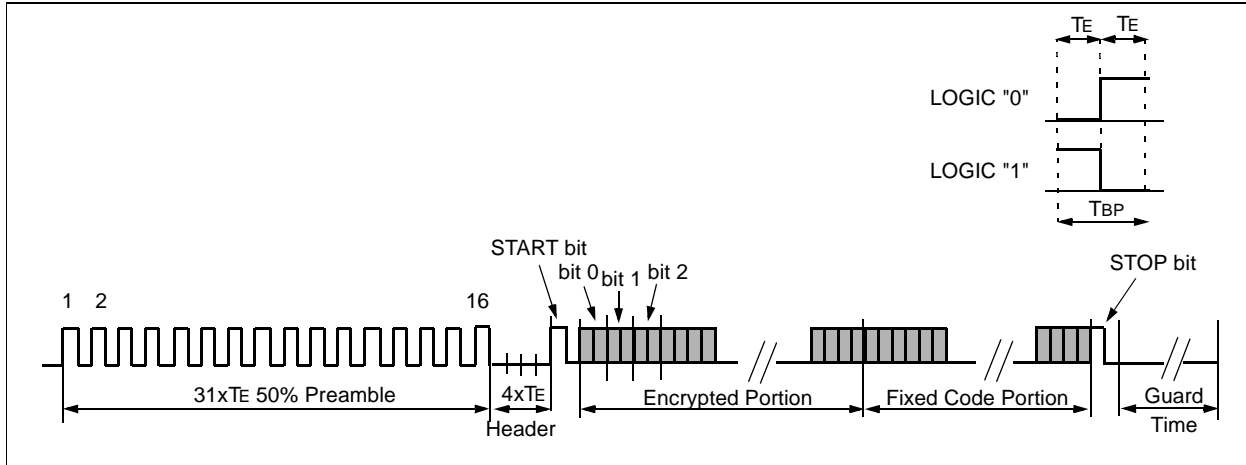 TE TE
LOGIC "0"
LOGIC "1"
TBP
START bit
bit 0 bit 1 bit 2
STOP bit
1 2 16
31xTE 50% Preamble
4xTE
Header
Encrypted Portion
Fixed Code Portion
Guard
Time